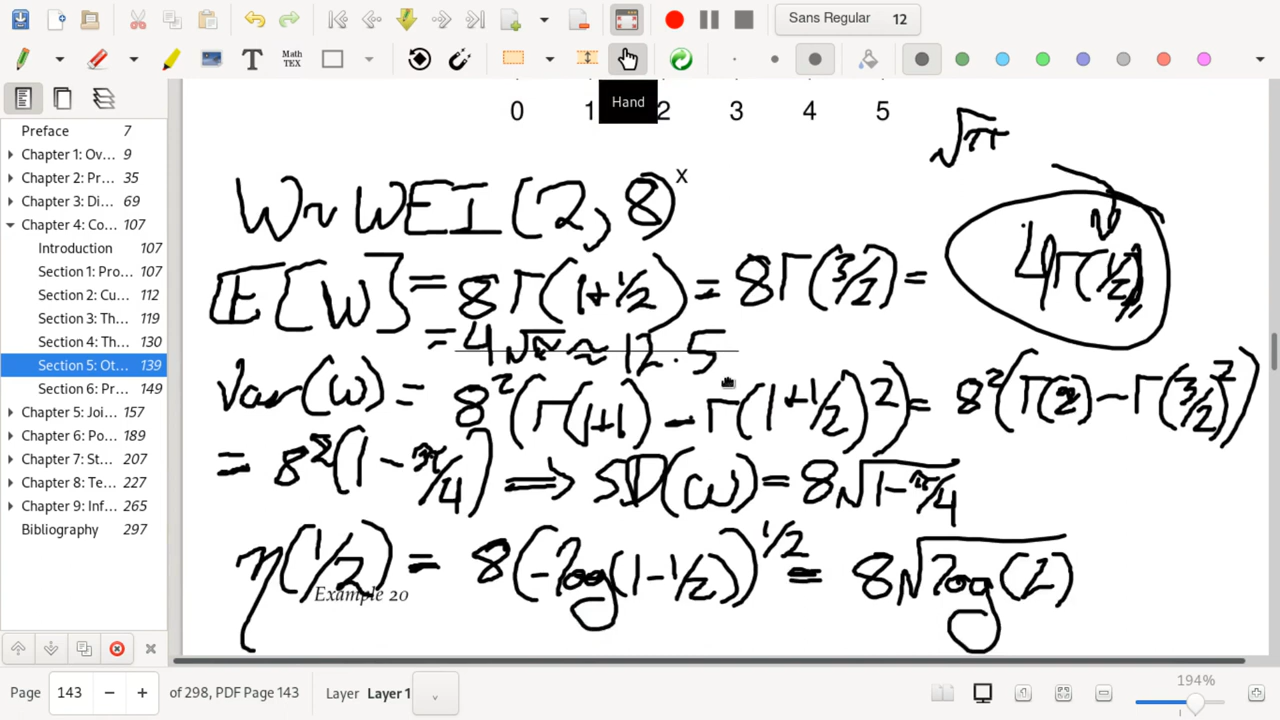 Sans Regular 12
T Math TEX
Hand
Preface 7
Chapter 1: Ov... 9
Chapter 2: Pr... 35
Chapter 3: Di... 69
Chapter 4: Co... 107
Introduction 107
Section 1: Pro... 107
Section 2: Cu... 112
Section 3: Th... 119
Section 4: Th... 130
Section 5: Ot... 139
Section 6: Pr... 149
Chapter 5: Joi... 157
Chapter 6: Po... 189
Chapter 7: St... 207
Chapter 8: Te... 227
Chapter 9: Inf... 265
Bibliography 297
0 1 2 3 4 5
x
√π
W ~ WEI(2, 8)
E[W] = 8Γ(1+1/2) = 8Γ(3/2) = 4Γ(1/2)
= 4√π ≈ 12.5
Var(W) = 8²(Γ(1+1) - Γ(1+1/2)²) = 8²(Γ(2) - Γ(3/2)²)
= 8²(1 - π/4) ⟹ SD(W) = 8√1-π/4
η(1/2) = 8(-log(1-1/2))^1/2 = 8√log(2)
Example 20
Page 143 of 298, PDF Page 143 Layer Layer 1 194%